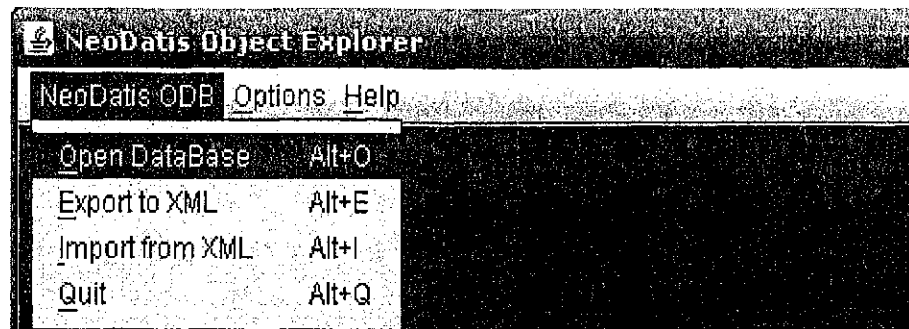 NeoDatis Object Explorer
NeoDatis ODB Options Help
Open DataBase Alt+O
Export to XML Alt+E
Import from XML Alt+I
Quit Alt+Q